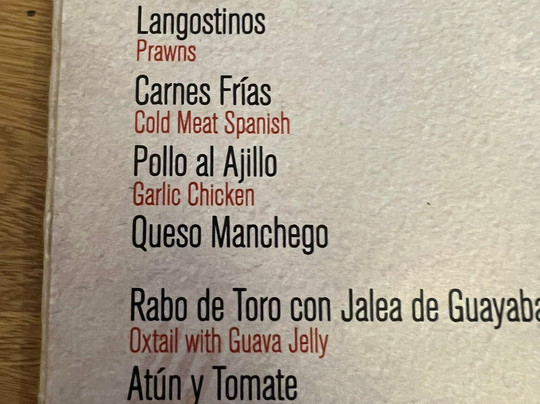 Langostinos
Prawns
Carnes Frías
Cold Meat Spanish
Pollo al Ajillo
Garlic Chicken
Queso Manchego
Rabo de Toro con Jalea de Guayaba
Oxtail with Guava Jelly
Atún y Tomate